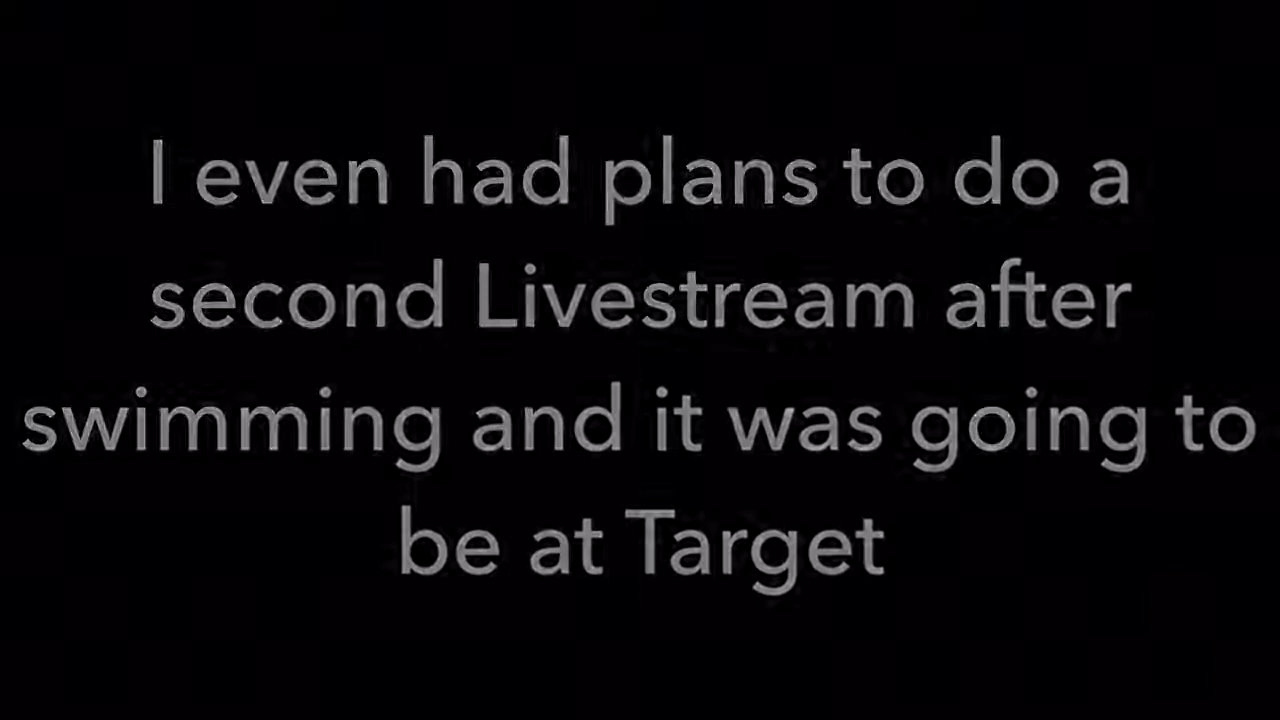 I even had plans to do a
second Livestream after
swimming and it was going to
be at Target